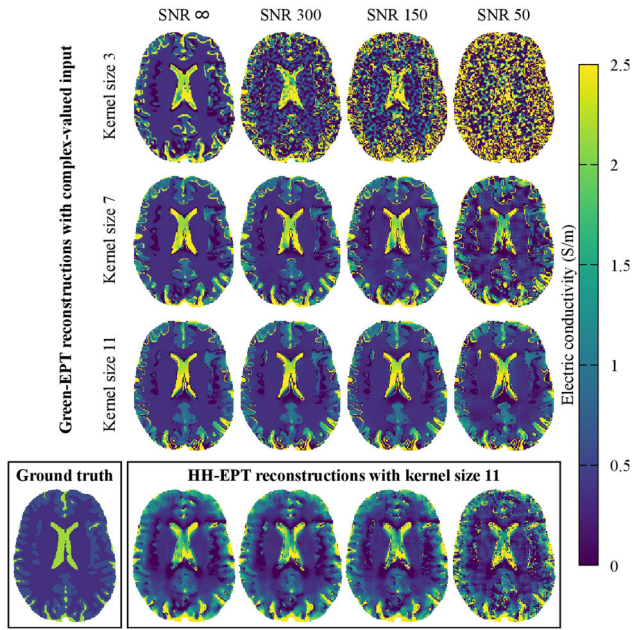 SNR ∞
SNR 300
SNR 150
SNR 50
Green-EPT reconstructions with complex-valued input
Kernel size 3
Kernel size 7
Kernel size 11
2.5
2
1.5
1
0.5
0
Electric conductivity (S/m)
Ground truth
HH-EPT reconstructions with kernel size 11